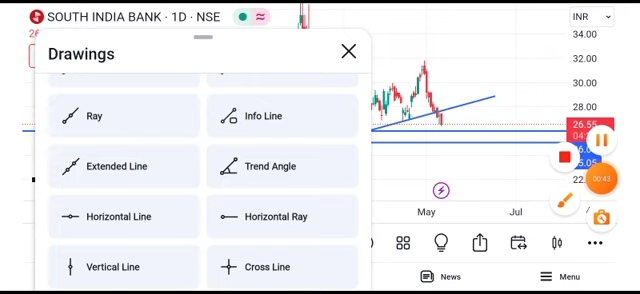 SOUTH INDIA BANK · 1D · NSE
INR
Drawings
34.00
32.00
30.00
28.00
26.55
Ray
Info Line
Extended Line
Trend Angle
00:43
Horizontal Line
Horizontal Ray
May
Jul
Vertical Line
Cross Line
News
Menu